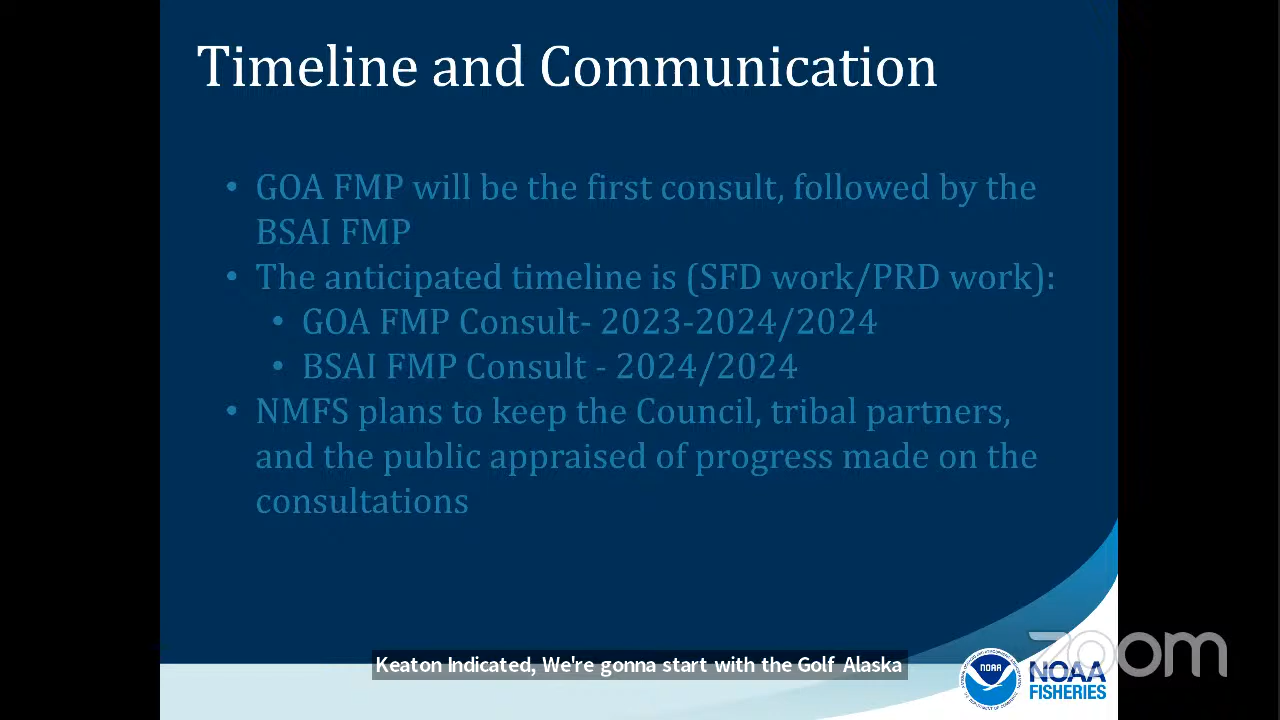 Timeline and Communication
• GOA FMP will be the first consult, followed by the
BSAI FMP
• The anticipated timeline is (SFD work/PRD work):
• GOA FMP Consult- 2023-2024/2024
• BSAI FMP Consult - 2024/2024
• NMFS plans to keep the Council, tribal partners,
and the public appraised of progress made on the
consultations
Keaton Indicated, We're gonna start with the Golf Alaska
zoom
NOAA
NOAA
FISHERIES